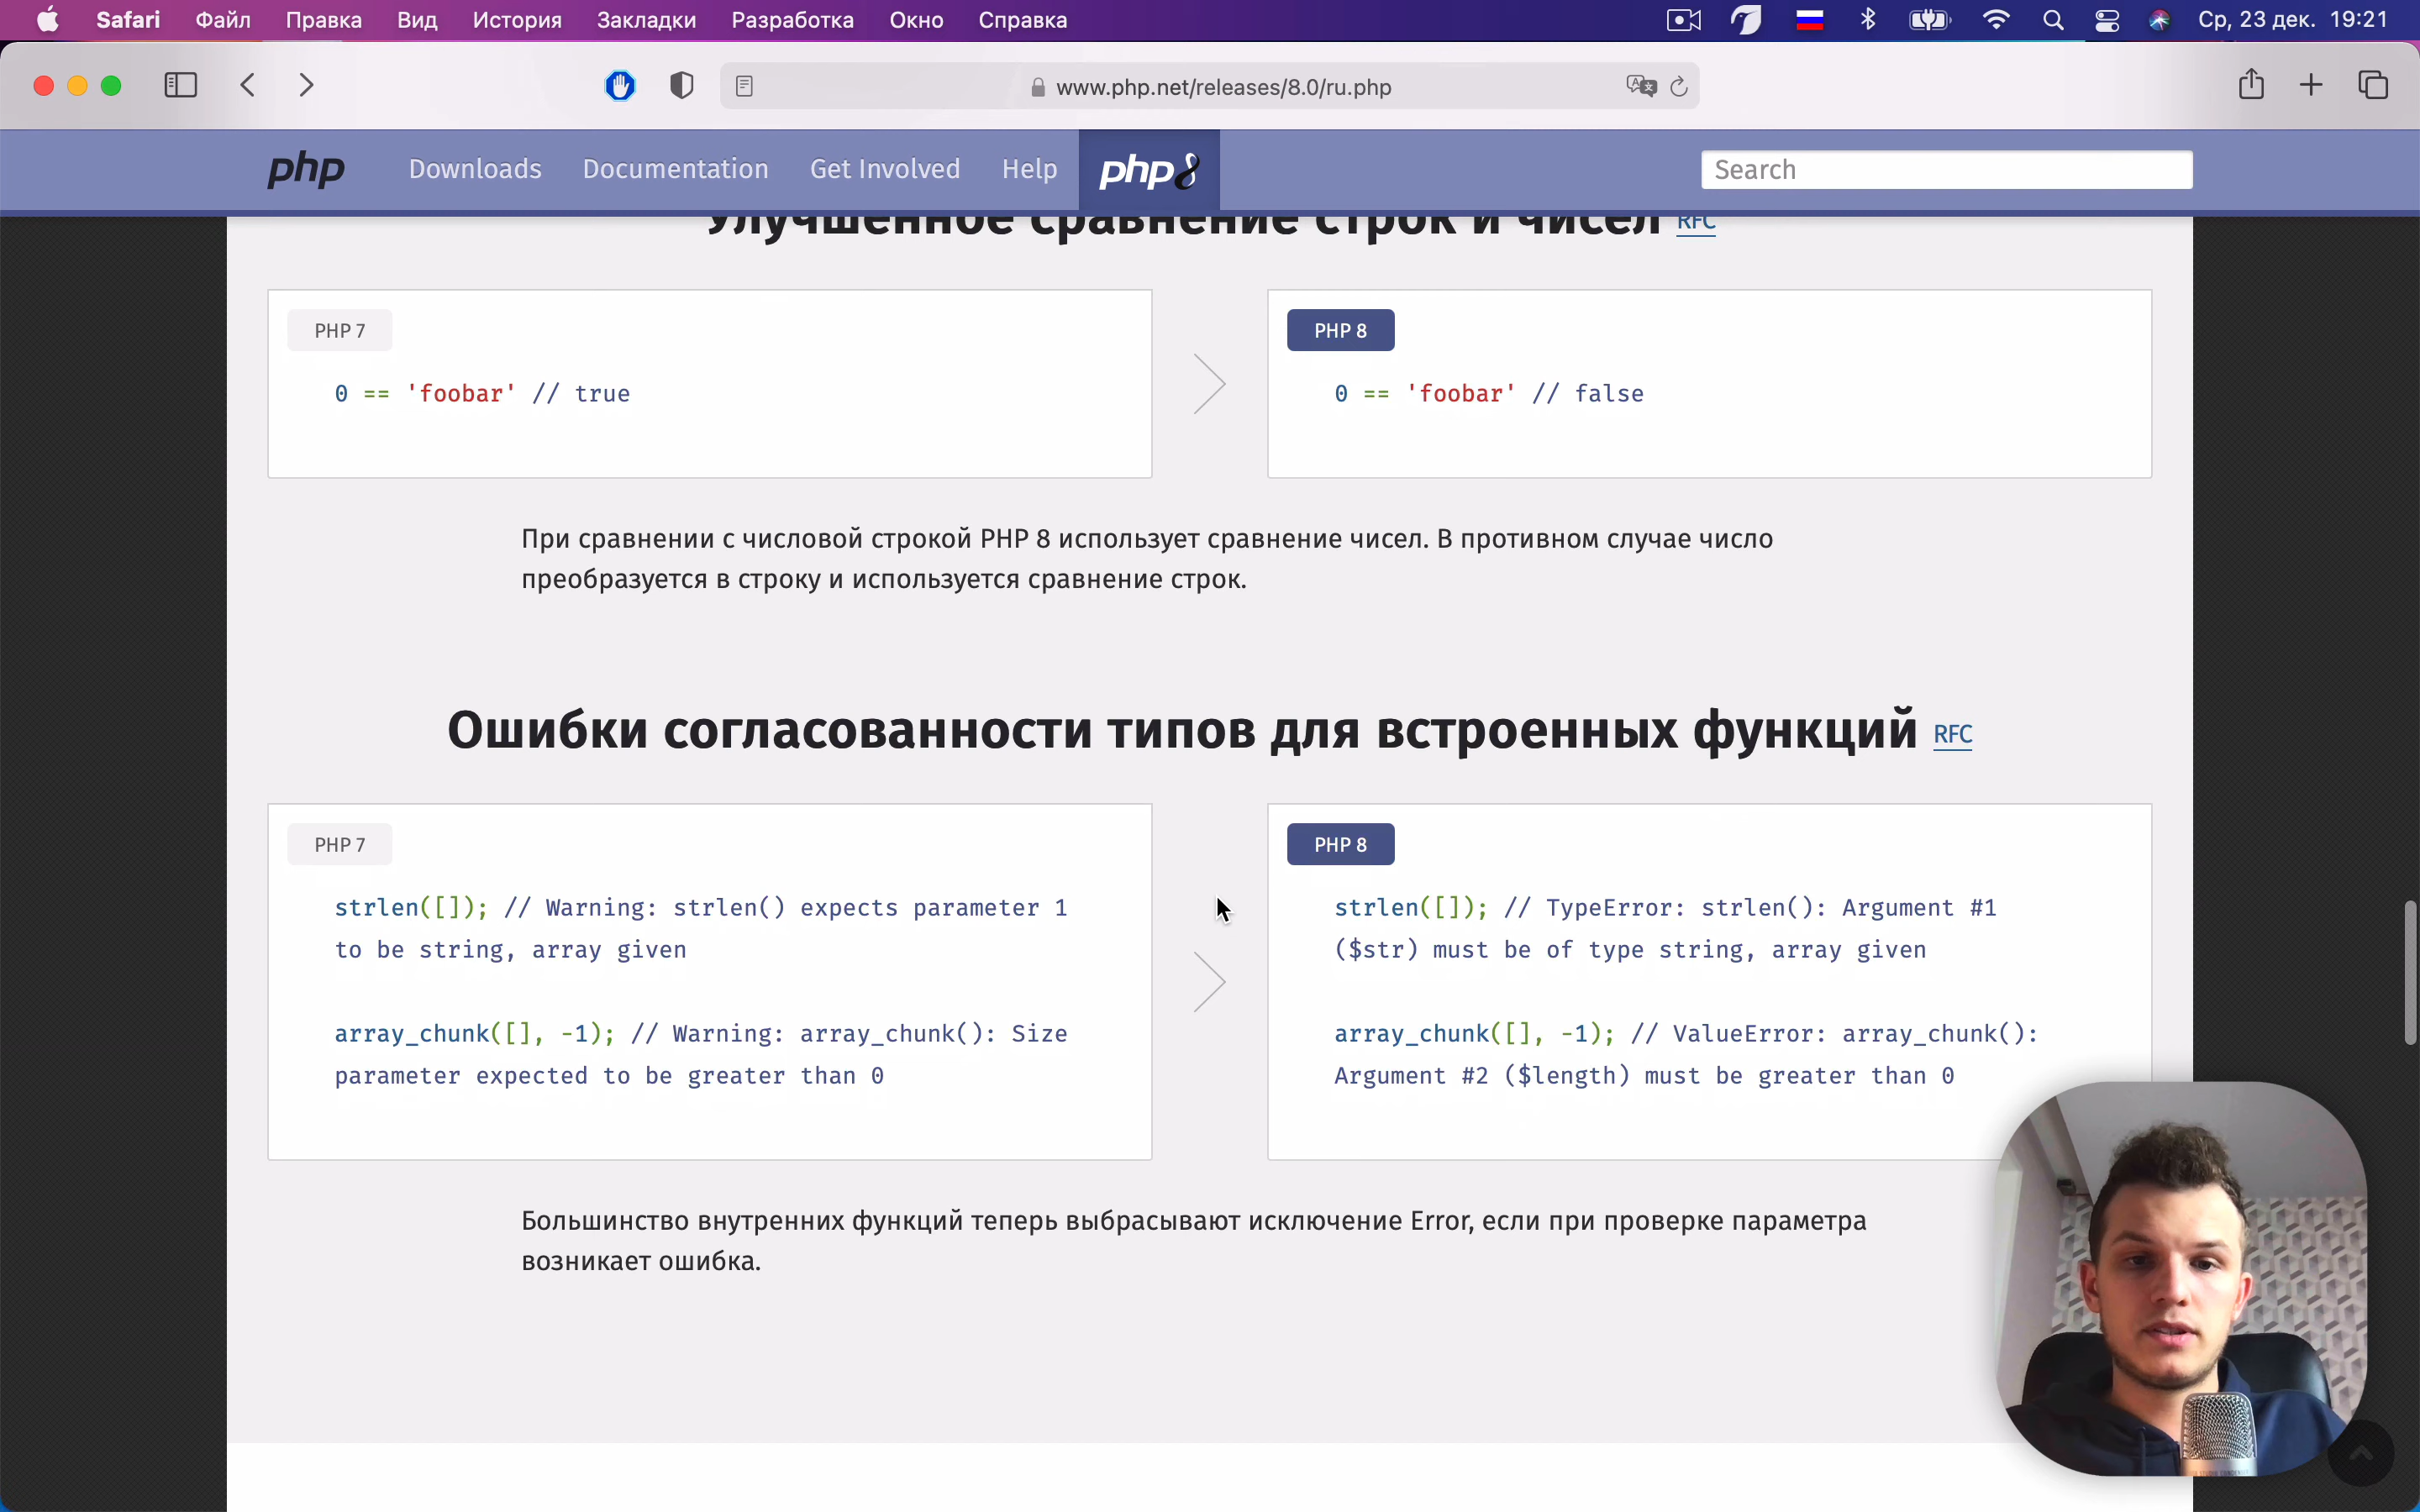 Safari Файл Правка Вид История Закладки Разработка Окно Справка Ср, 23 дек. 19:21
www.php.net/releases/8.0/ru.php
php Downloads Documentation Get Involved Help php8 Search
Улучшенное сравнение строк и чисел RFC
PHP 7
0 == 'foobar' // true
PHP 8
0 == 'foobar' // false
При сравнении с числовой строкой PHP 8 использует сравнение чисел. В противном случае число
преобразуется в строку и используется сравнение строк.
Ошибки согласованности типов для встроенных функций RFC
PHP 7
strlen([]); // Warning: strlen() expects parameter 1
to be string, array given
array_chunk([], -1); // Warning: array_chunk(): Size
parameter expected to be greater than 0
PHP 8
strlen([]); // TypeError: strlen(): Argument #1
($str) must be of type string, array given
array_chunk([], -1); // ValueError: array_chunk():
Argument #2 ($length) must be greater than 0
Большинство внутренних функций теперь выбрасывают исключение Error, если при проверке параметра
возникает ошибка.